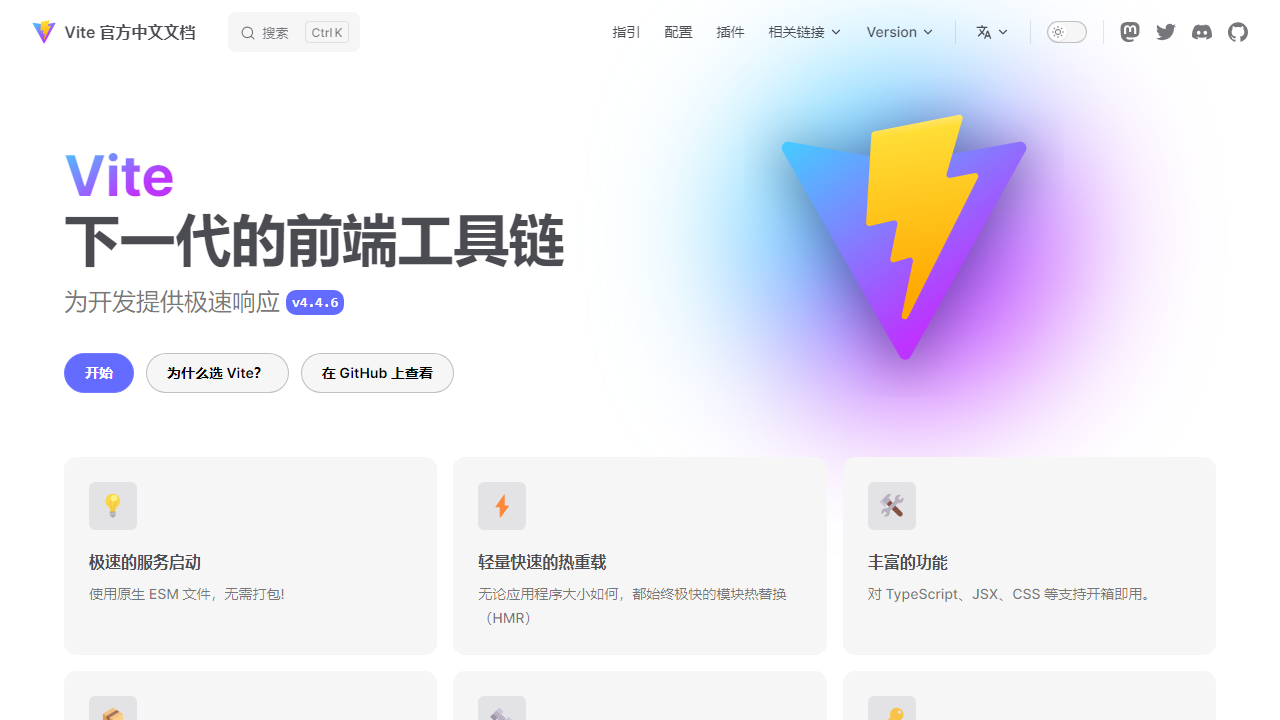 Vite 官方中文文档
搜索 Ctrl K
指引 配置 插件 相关链接 Version
Vite
下一代的前端工具链
为开发提供极速响应 v4.4.6
开始 为什么选 Vite? 在 GitHub 上查看
极速的服务启动
使用原生 ESM 文件，无需打包!
轻量快速的热重载
无论应用程序大小如何，都始终极快的模块热替换
（HMR）
丰富的功能
对 TypeScript、JSX、CSS 等支持开箱即用。